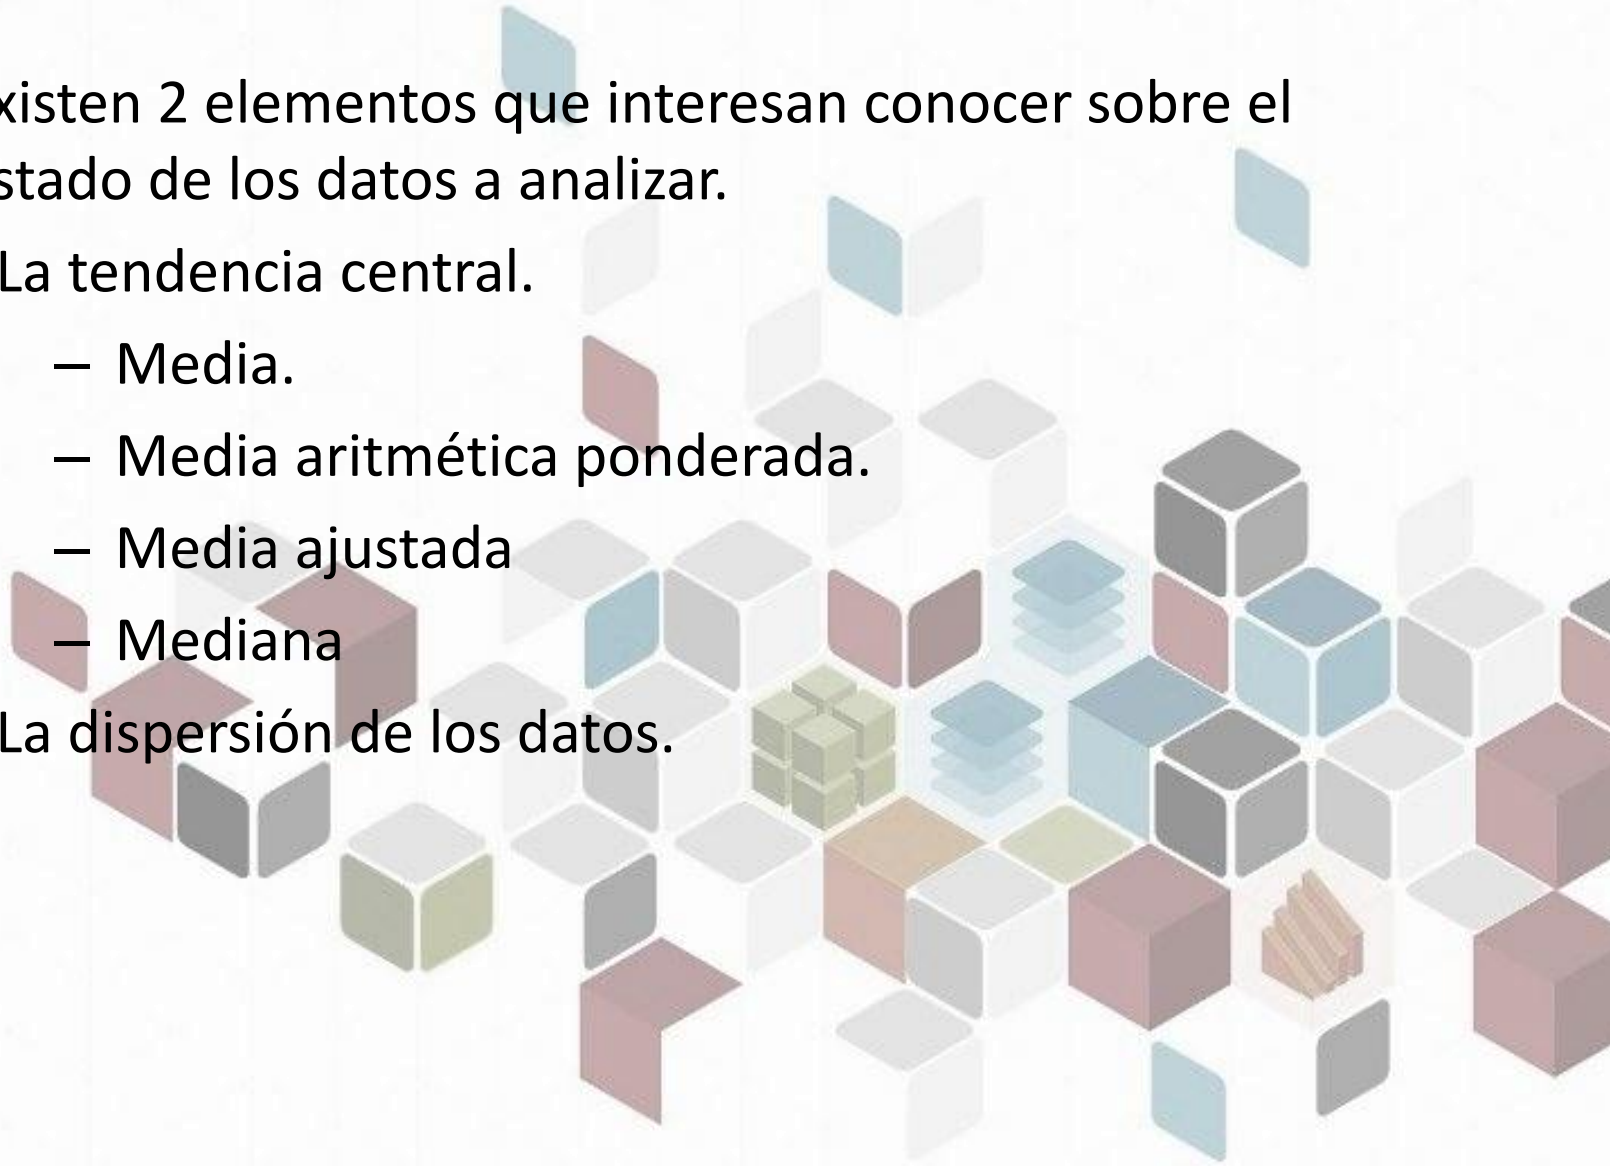 xisten 2 elementos que interesan conocer sobre el
stado de los datos a analizar.
La tendencia central.
– Media.
– Media aritmética ponderada.
– Media ajustada
– Mediana
La dispersión de los datos.